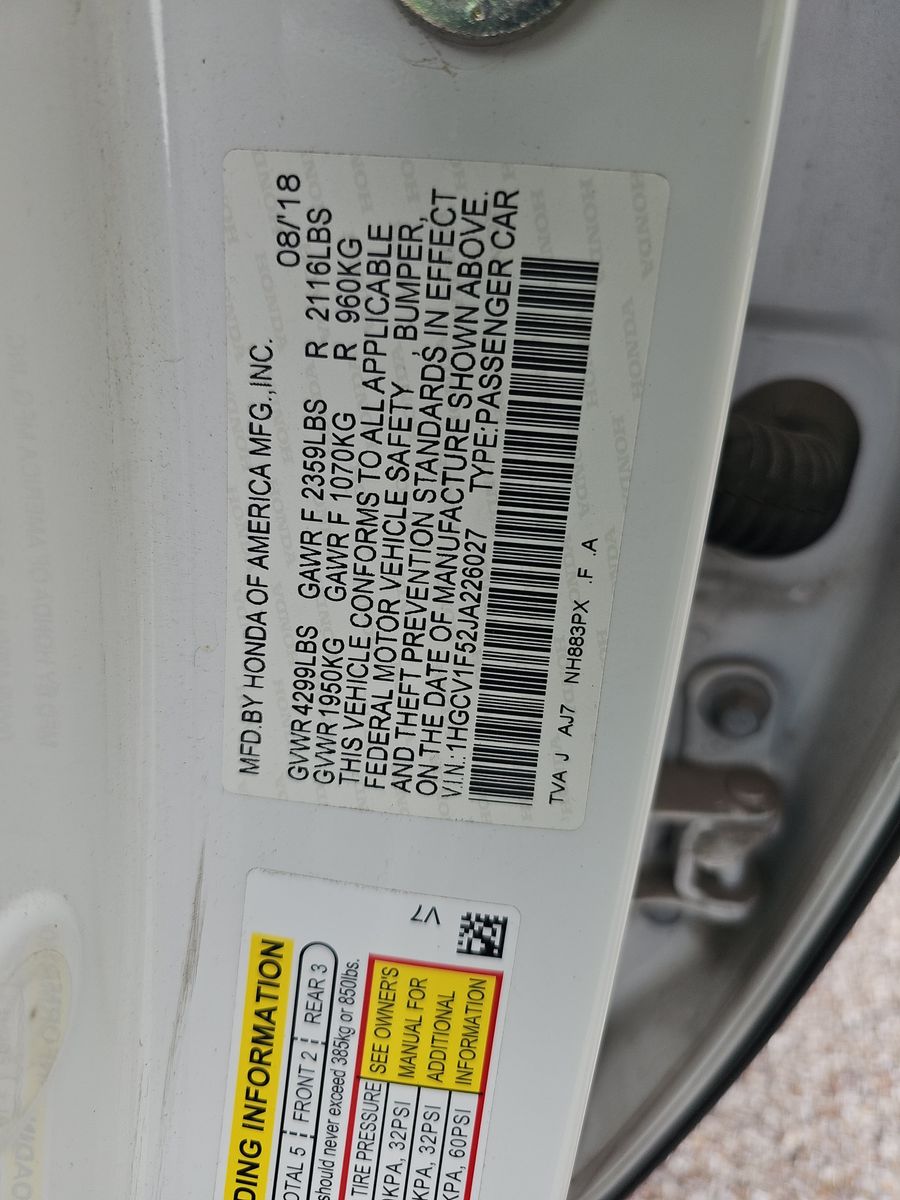 MFD.BY HONDA OF AMERICA MFG.,INC. 08/'18
GVWR 4299LBS GAWR F 2359LBS R 2116LBS
GVWR 1950KG GAWR F 1070KG R 960KG
THIS VEHICLE CONFORMS TO ALL APPLICABLE
FEDERAL MOTOR VEHICLE SAFETY, BUMPER,
AND THEFT PREVENTION STANDARDS IN EFFECT
ON THE DATE OF MANUFACTURE SHOWN ABOVE.
V.I.N.:1HGCV1F52JA226027 TYPE:PASSENGER CAR
TVA J AJ7 NH883PX .F .A
DING INFORMATION
OTAL 5 FRONT 2 REAR 3
should never exceed 385kg or 850lbs.
TIRE PRESSURE SEE OWNER'S
KPA, 32PSI MANUAL FOR
KPA, 32PSI ADDITIONAL
KPA, 60PSI INFORMATION
V7